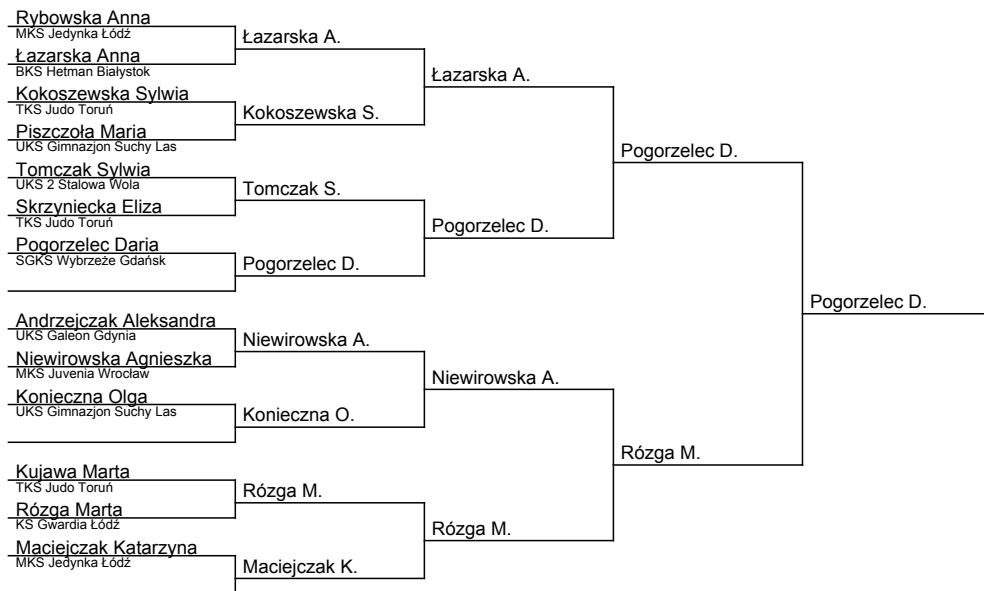 Rybowska Anna
MKS Jedynka Łódź
Łazarska A.
Łazarska Anna
BKS Hetman Białystok
Łazarska A.
Kokoszewska Sylwia
TKS Judo Toruń
Kokoszewska S.
Piszczoła Maria
UKS Gimnazjon Suchy Las
Pogorzelec D.
Tomczak Sylwia
UKS 2 Stalowa Wola
Tomczak S.
Skrzyniecka Eliza
TKS Judo Toruń
Pogorzelec D.
Pogorzelec Daria
SGKS Wybrzeże Gdańsk
Pogorzelec D.
Pogorzelec D.
Andrzejczak Aleksandra
UKS Galeon Gdynia
Niewirowska A.
Niewirowska Agnieszka
MKS Juvenia Wrocław
Niewirowska A.
Konieczna Olga
UKS Gimnazjon Suchy Las
Konieczna O.
Rózga M.
Kujawa Marta
TKS Judo Toruń
Rózga M.
Rózga Marta
KS Gwardia Łódź
Rózga M.
Maciejczak Katarzyna
MKS Jedynka Łódź
Maciejczak K.